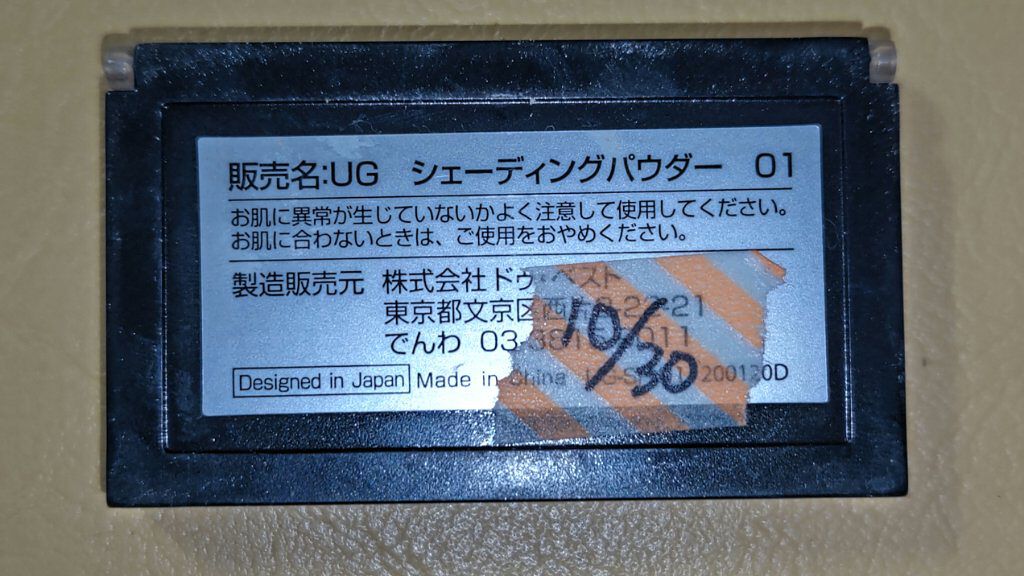 販売名:UG シェーディングパウダー 01
お肌に異常が生じていないかよく注意して使用してください。
お肌に合わないときは、ご使用をおやめください。
製造販売元 株式会社ドゥ・ベスト
東京都文京区
でんわ 03-
10/30
Designed in Japan Made in China 200120D